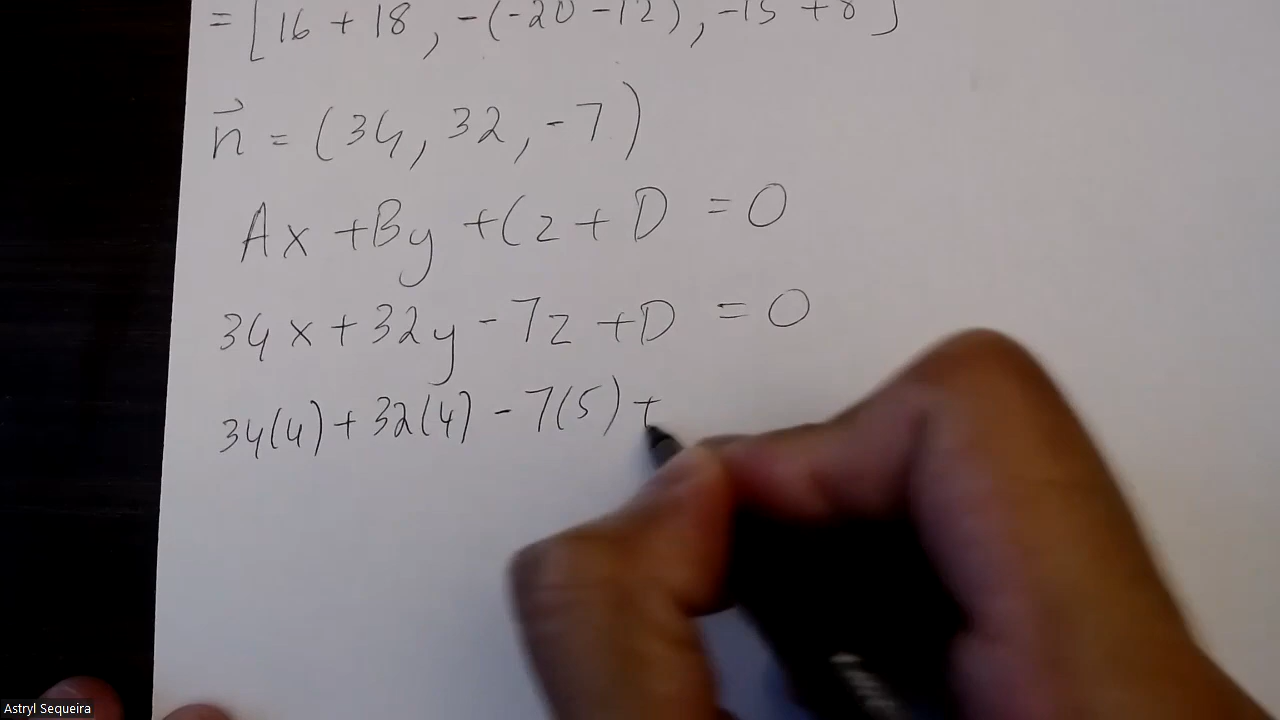 = [16 + 18, -(-20 -12), -15 + 8]
n⃗ = (34, 32, -7)
Ax + By + Cz + D = 0
34x + 32y - 7z + D = 0
34(4) + 32(4) - 7(5) +
Astryl Sequeira